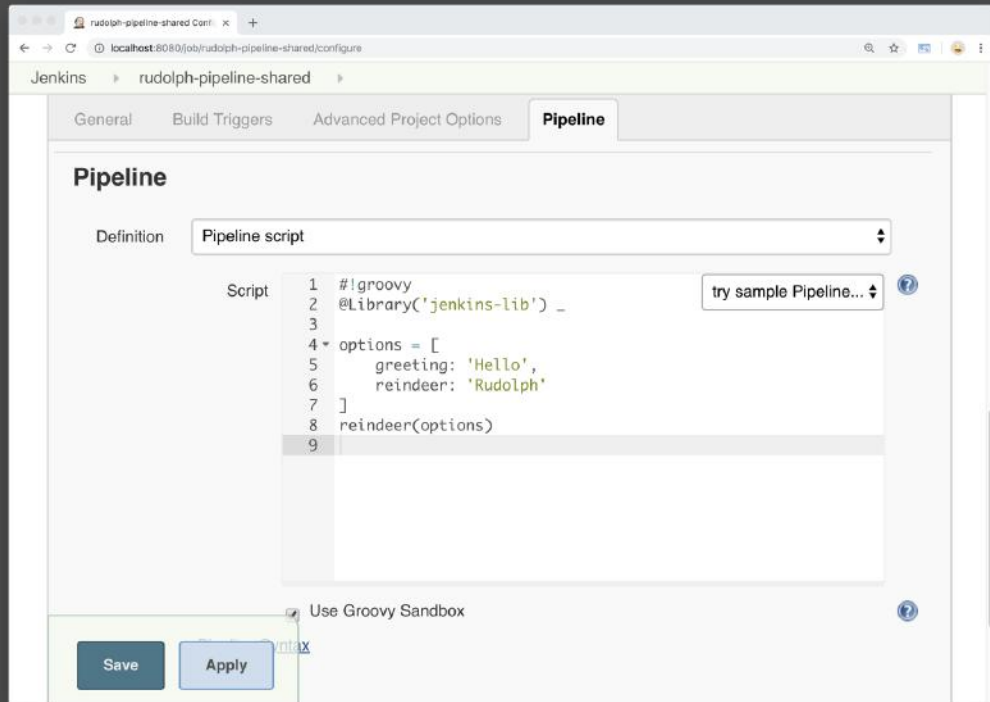 rudolph-pipeline-shared Confi
localhost:8080/job/rudolph-pipeline-shared/configure
Jenkins rudolph-pipeline-shared
General Build Triggers Advanced Project Options Pipeline
Pipeline
Definition Pipeline script
Script
try sample Pipeline...
1 #!groovy
2 @Library('jenkins-lib') _
3
4 options = [
5 greeting: 'Hello',
6 reindeer: 'Rudolph'
7 ]
8 reindeer(options)
9
Use Groovy Sandbox
Pipeline Syntax
Save Apply